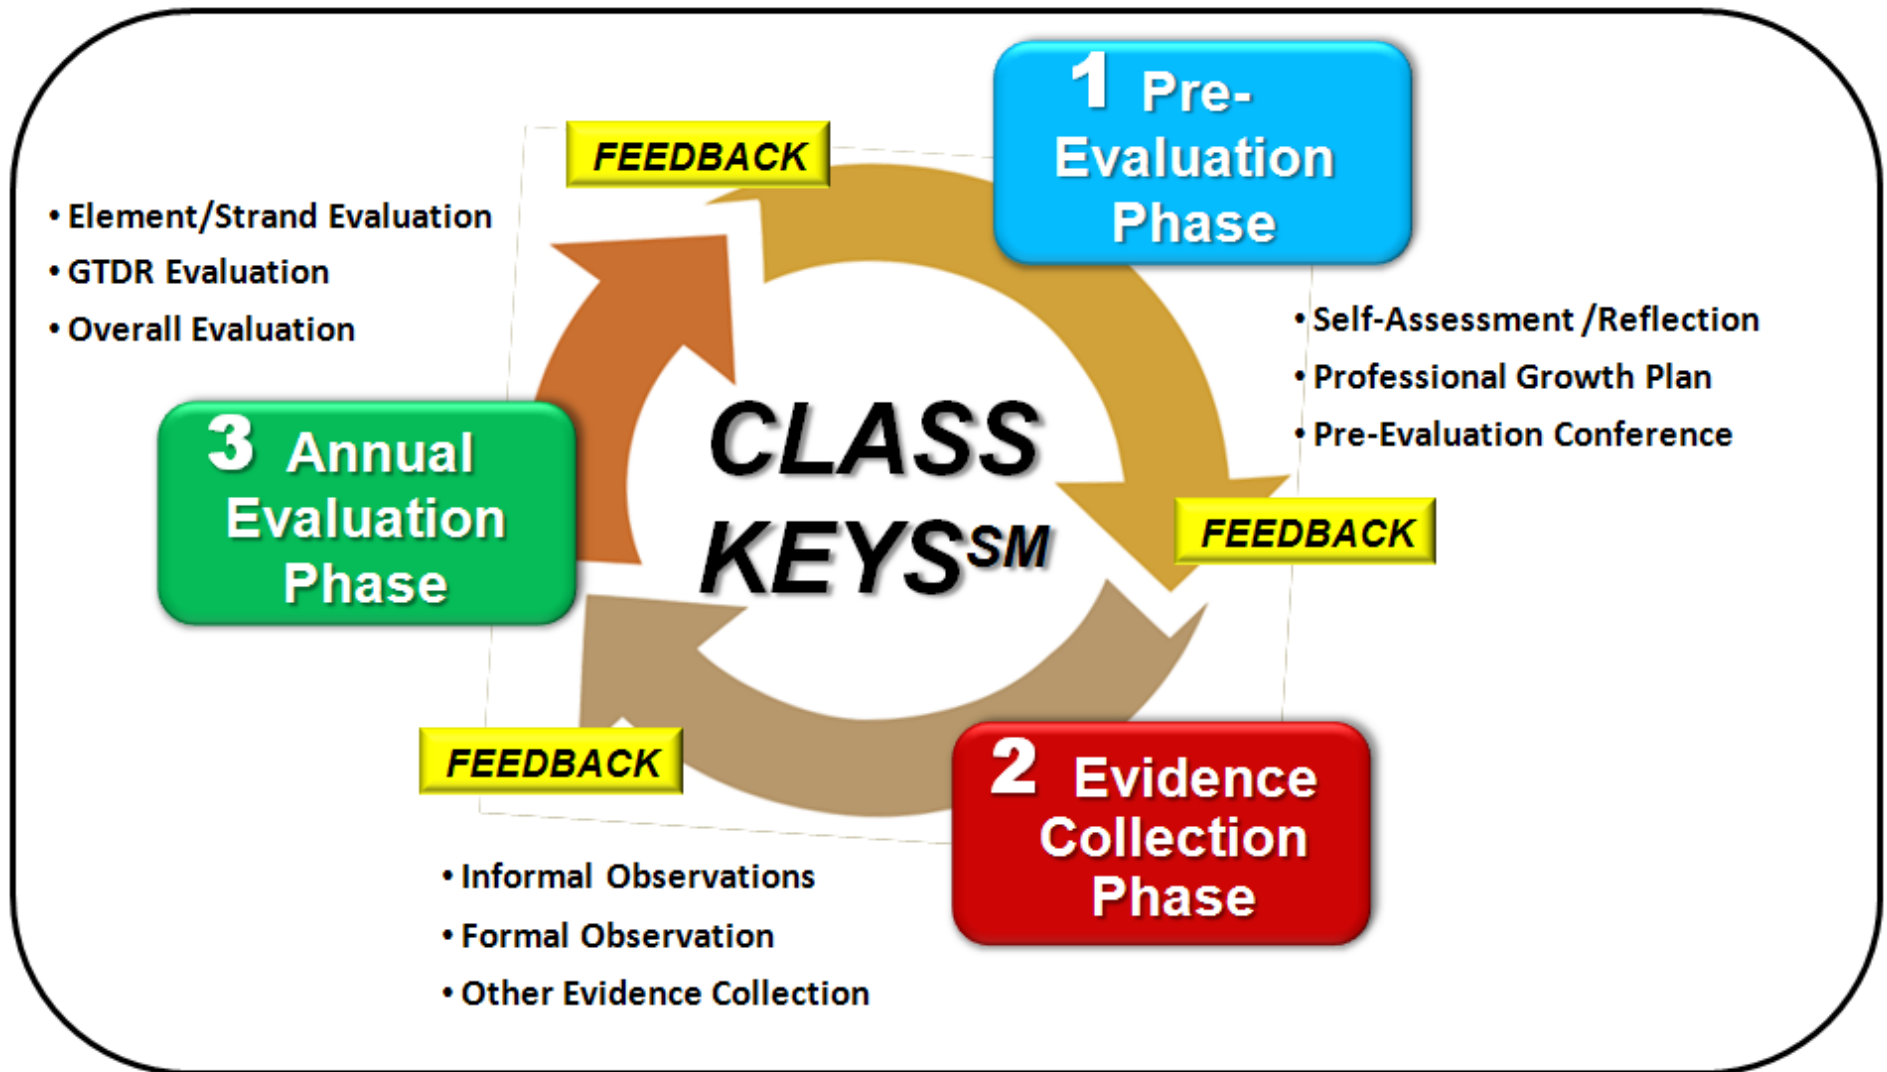 1 Pre-
Evaluation
Phase
FEEDBACK
• Element/Strand Evaluation
• GTDR Evaluation
• Overall Evaluation
• Self-Assessment /Reflection
• Professional Growth Plan
• Pre-Evaluation Conference
CLASS
KEYS SM
3 Annual
Evaluation
Phase
FEEDBACK
FEEDBACK
2 Evidence
Collection
Phase
• Informal Observations
• Formal Observation
• Other Evidence Collection